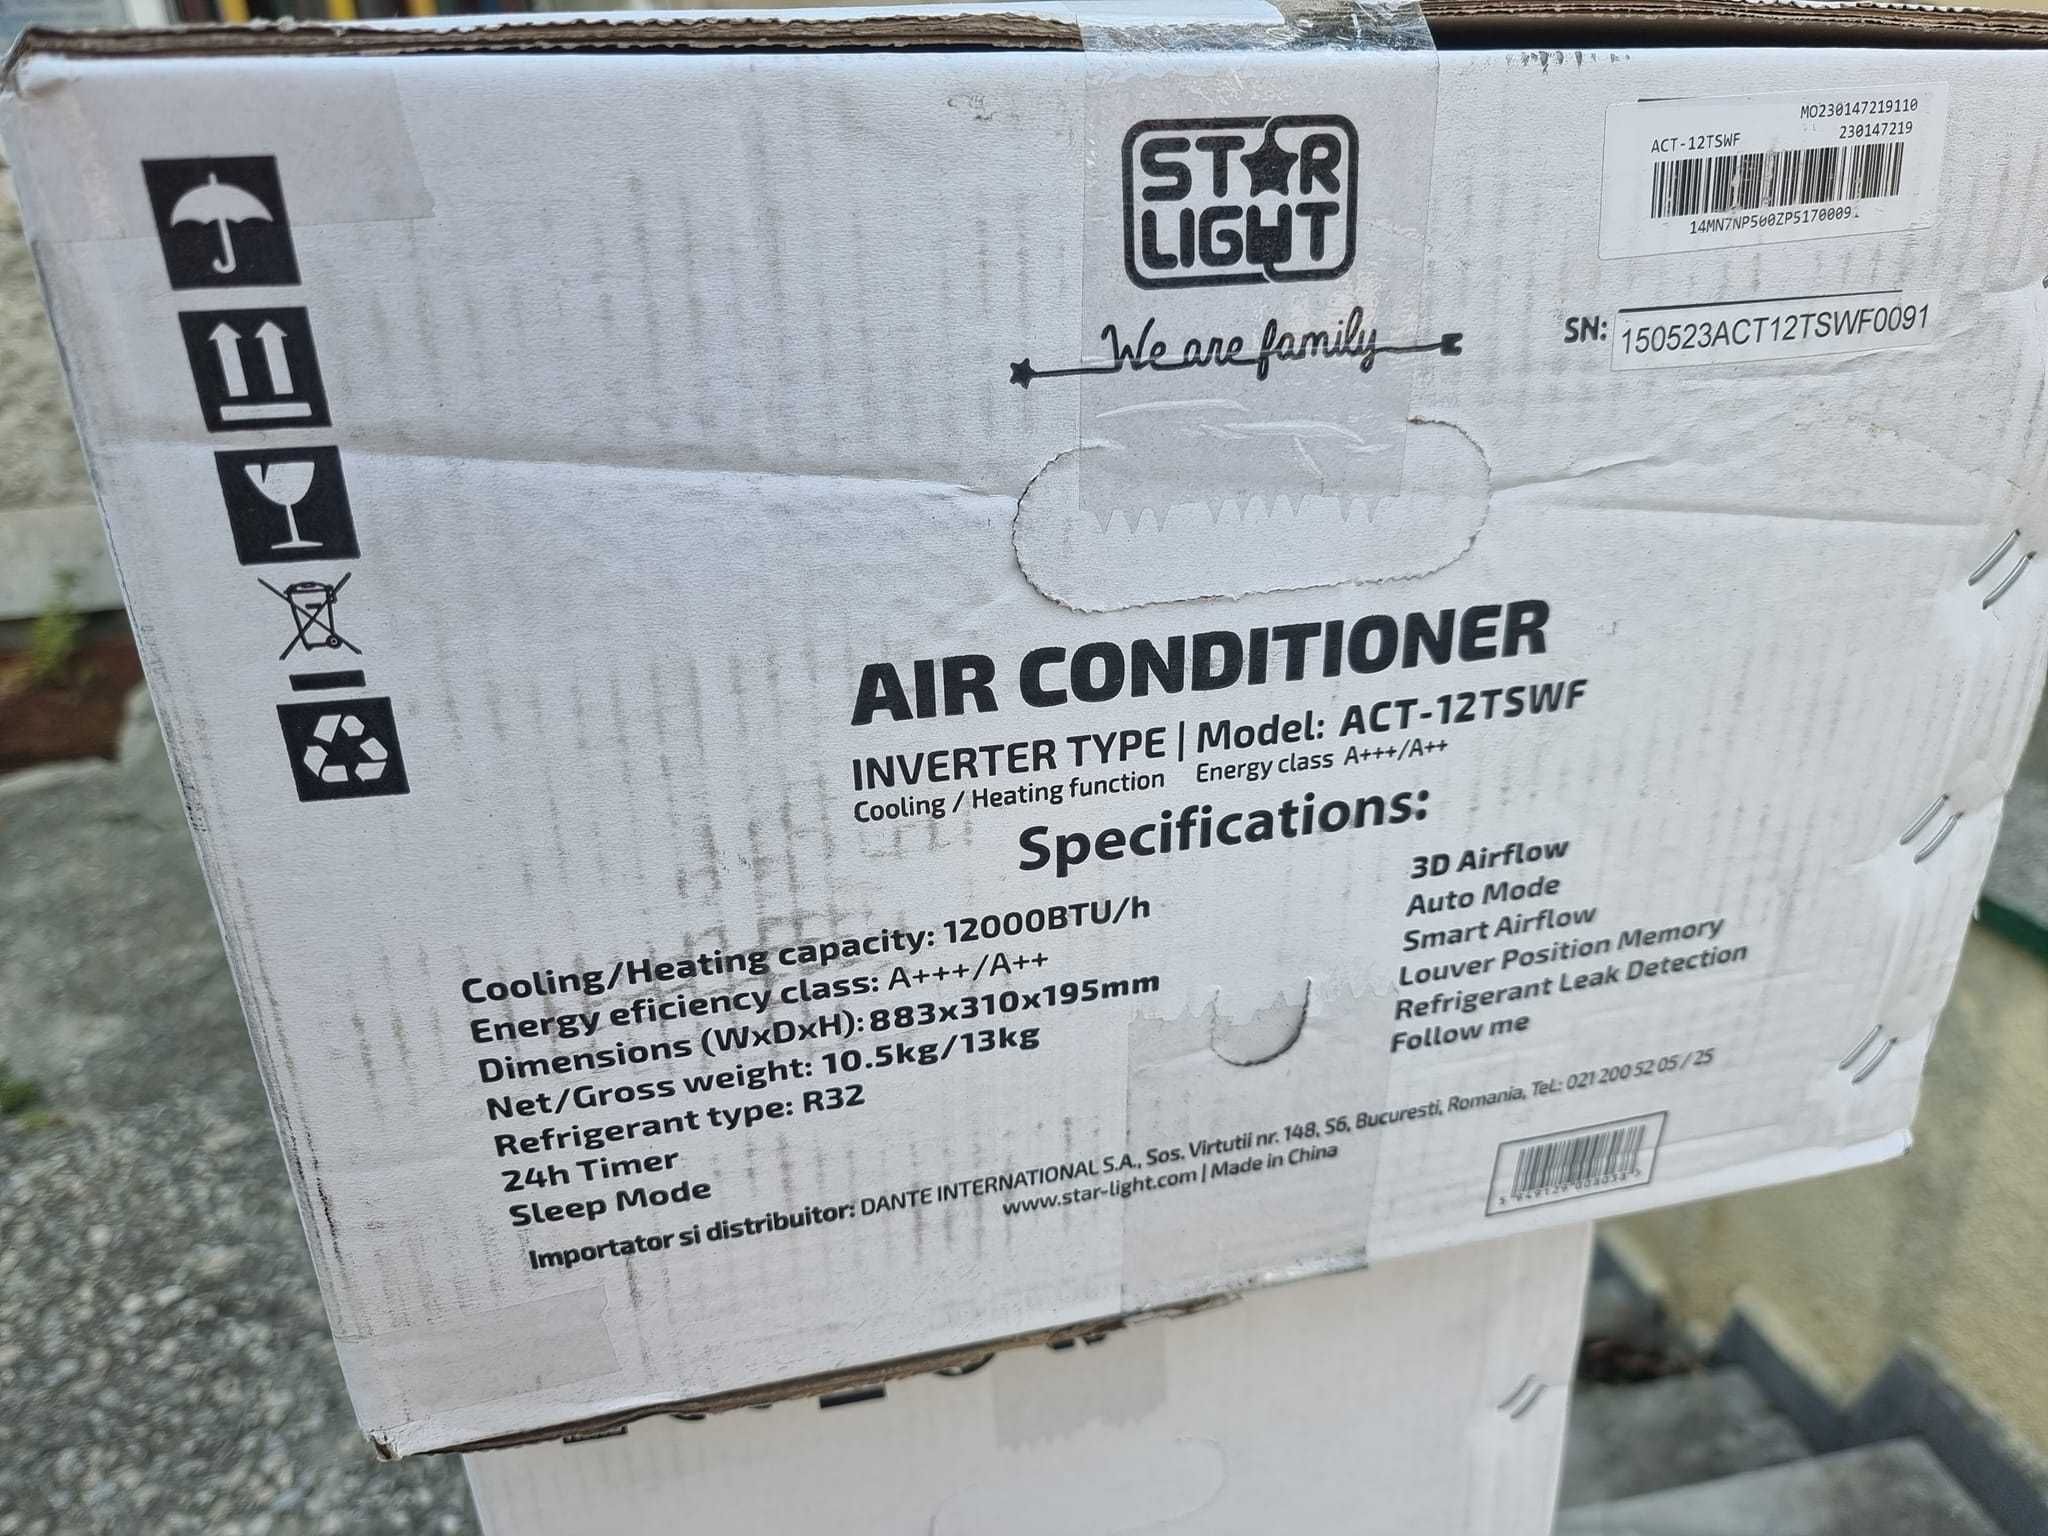 STAR
LIGHT
We are family
MO230147219110
ACT-12TSWF 230147219
14MN7NP500ZP5170091
SN: 150523ACT12TSWF0091
AIR CONDITIONER
INVERTER TYPE | Model: ACT-12TSWF
Cooling / Heating function Energy class A+++/A++
Specifications:
Cooling/Heating capacity: 12000BTU/h
Energy eficiency class: A+++/A++
Dimensions (WxDxH): 883x310x195mm
Net/Gross weight: 10.5kg/13kg
Refrigerant type: R32
24h Timer
Sleep Mode
3D Airflow
Auto Mode
Smart Airflow
Louver Position Memory
Refrigerant Leak Detection
Follow me
Importator si distribuitor: DANTE INTERNATIONAL S.A., Sos. Virtutii nr. 148, S6, Bucuresti, Romania, Tel.: 021 200 52 05 / 25
www.star-light.com | Made in China